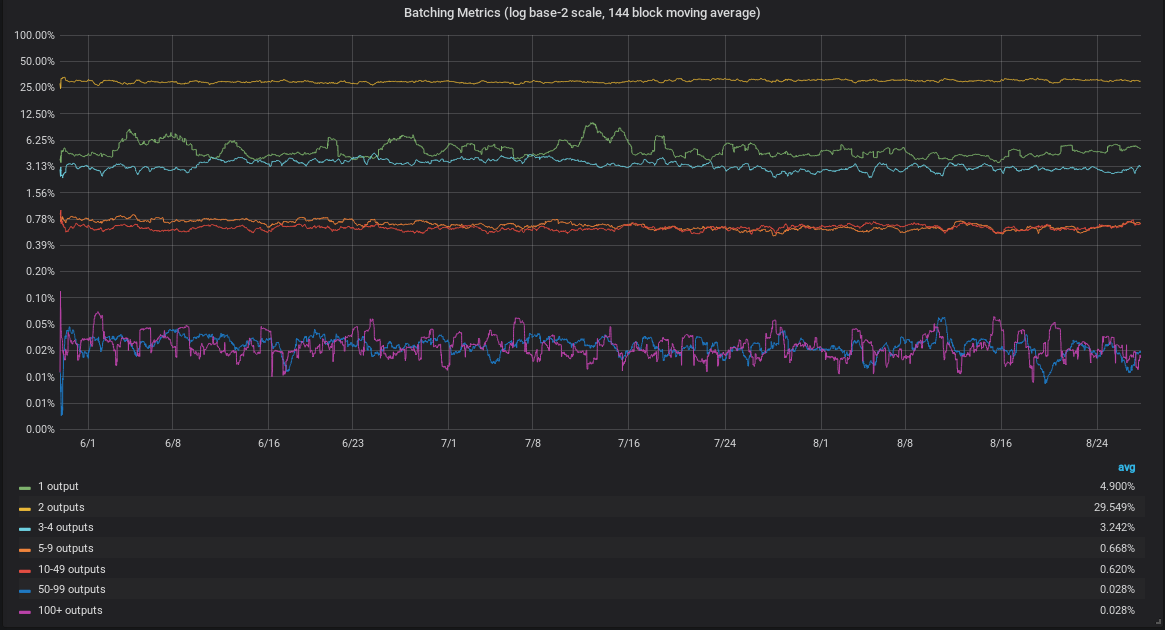 Batching Metrics (log base-2 scale, 144 block moving average)
100.00%
50.00%
25.00%
12.50%
6.25%
3.13%
1.56%
0.78%
0.39%
0.20%
0.10%
0.05%
0.02%
0.01%
0.01%
0.00%
6/1 6/8 6/16 6/23 7/1 7/8 7/16 7/24 8/1 8/8 8/16 8/24
avg
1 output 4.900%
2 outputs 29.549%
3-4 outputs 3.242%
5-9 outputs 0.668%
10-49 outputs 0.620%
50-99 outputs 0.028%
100+ outputs 0.028%